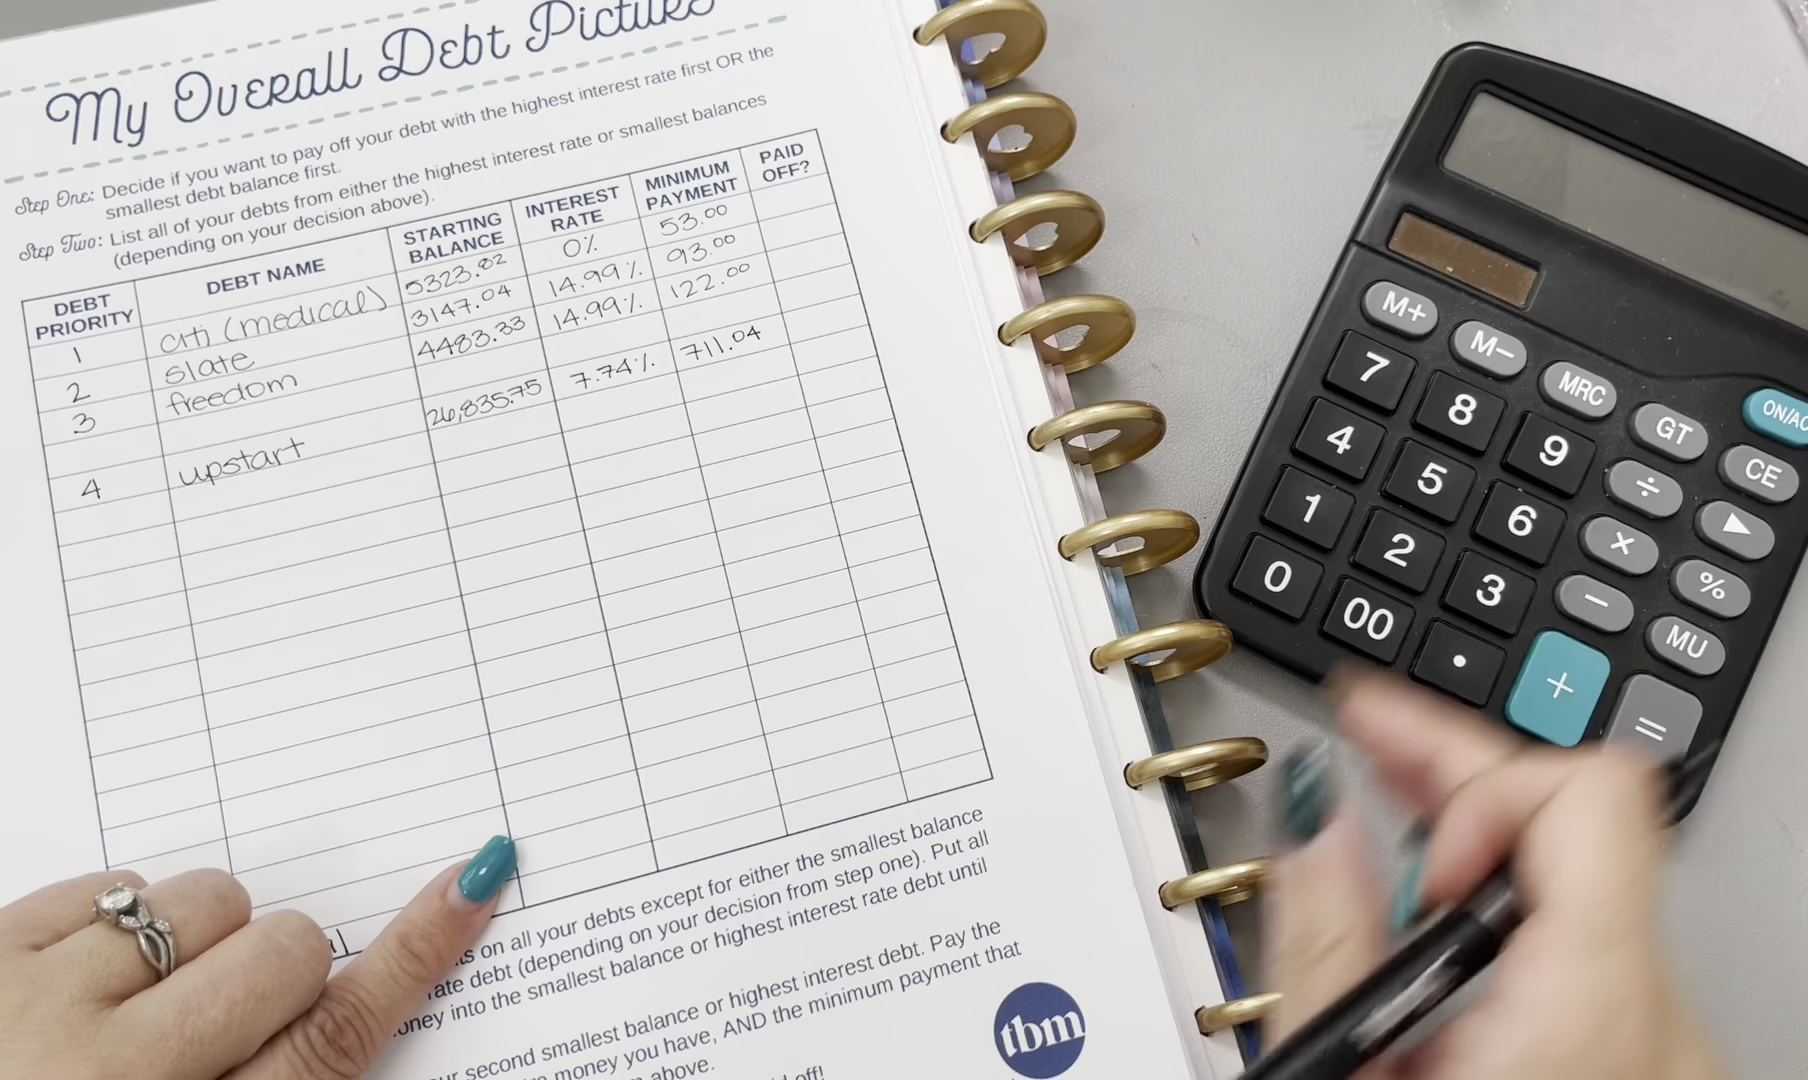 My Overall Debt Picture
Step One: Decide if you want to pay off your debt with the highest interest rate first OR the
smallest debt balance first.
Step Two: List all of your debts from either the highest interest rate or smallest balances
(depending on your decision above).
DEBT PRIORITY DEBT NAME STARTING BALANCE INTEREST RATE MINIMUM PAYMENT PAID OFF?
1 citi (medical) 5323.82 0% 53.00
2 slate 3147.04 14.99% 93.00
3 freedom 4483.33 14.99% 122.00
4 upstart 26,835.75 7.74% 711.04
on all your debts except for either the smallest balance
debt (depending on your decision from step one). Put all
into the smallest balance or highest interest rate debt until
second smallest balance or highest interest debt. Pay the
money you have, AND the minimum payment that
above.
off!
tbm
M+ M- MRC GT ON/AC
7 8 9 ÷ CE
4 5 6 × ▶
1 2 3 − %
0 00 . + = MU